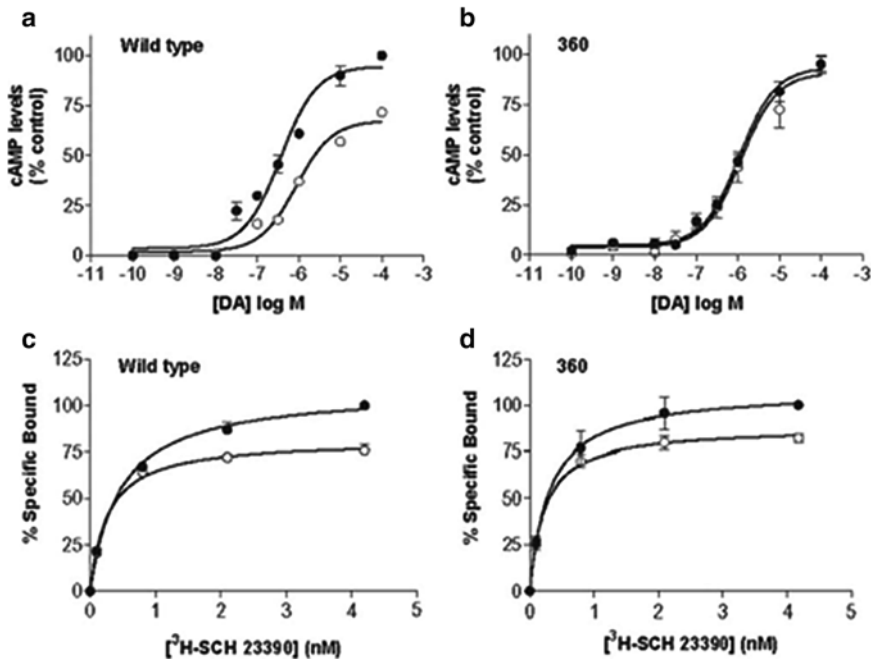 a
Wild type
cAMP levels
(% control)
100
75
50
25
0
-11 -10 -9 -8 -7 -6 -5 -4 -3
[DA] log M
b
360
cAMP levels
(% control)
100
75
50
25
0
-11 -10 -9 -8 -7 -6 -5 -4 -3
[DA] log M
c
Wild type
% Specific Bound
125
100
75
50
25
0
0 1 2 3 4 5
[³H-SCH 23390] (nM)
d
360
% Specific Bound
125
100
75
50
25
0
0 1 2 3 4 5
[³H-SCH 23390] (nM)